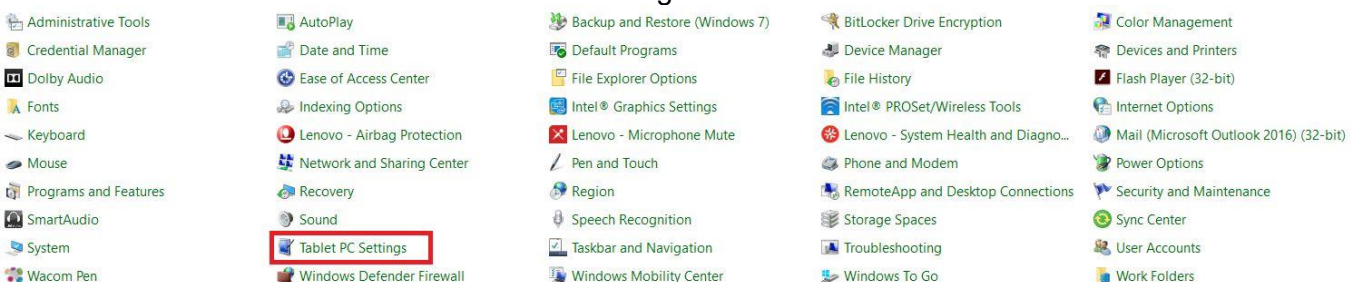 Administrative Tools AutoPlay Backup and Restore (Windows 7) BitLocker Drive Encryption Color Management
Credential Manager Date and Time Default Programs Device Manager Devices and Printers
Dolby Audio Ease of Access Center File Explorer Options File History Flash Player (32-bit)
Fonts Indexing Options Intel® Graphics Settings Intel® PROSet/Wireless Tools Internet Options
Keyboard Lenovo - Airbag Protection Lenovo - Microphone Mute Lenovo - System Health and Diagno... Mail (Microsoft Outlook 2016) (32-bit)
Mouse Network and Sharing Center Pen and Touch Phone and Modem Power Options
Programs and Features Recovery Region RemoteApp and Desktop Connections Security and Maintenance
SmartAudio Sound Speech Recognition Storage Spaces Sync Center
System Tablet PC Settings Taskbar and Navigation Troubleshooting User Accounts
Wacom Pen Windows Defender Firewall Windows Mobility Center Windows To Go Work Folders